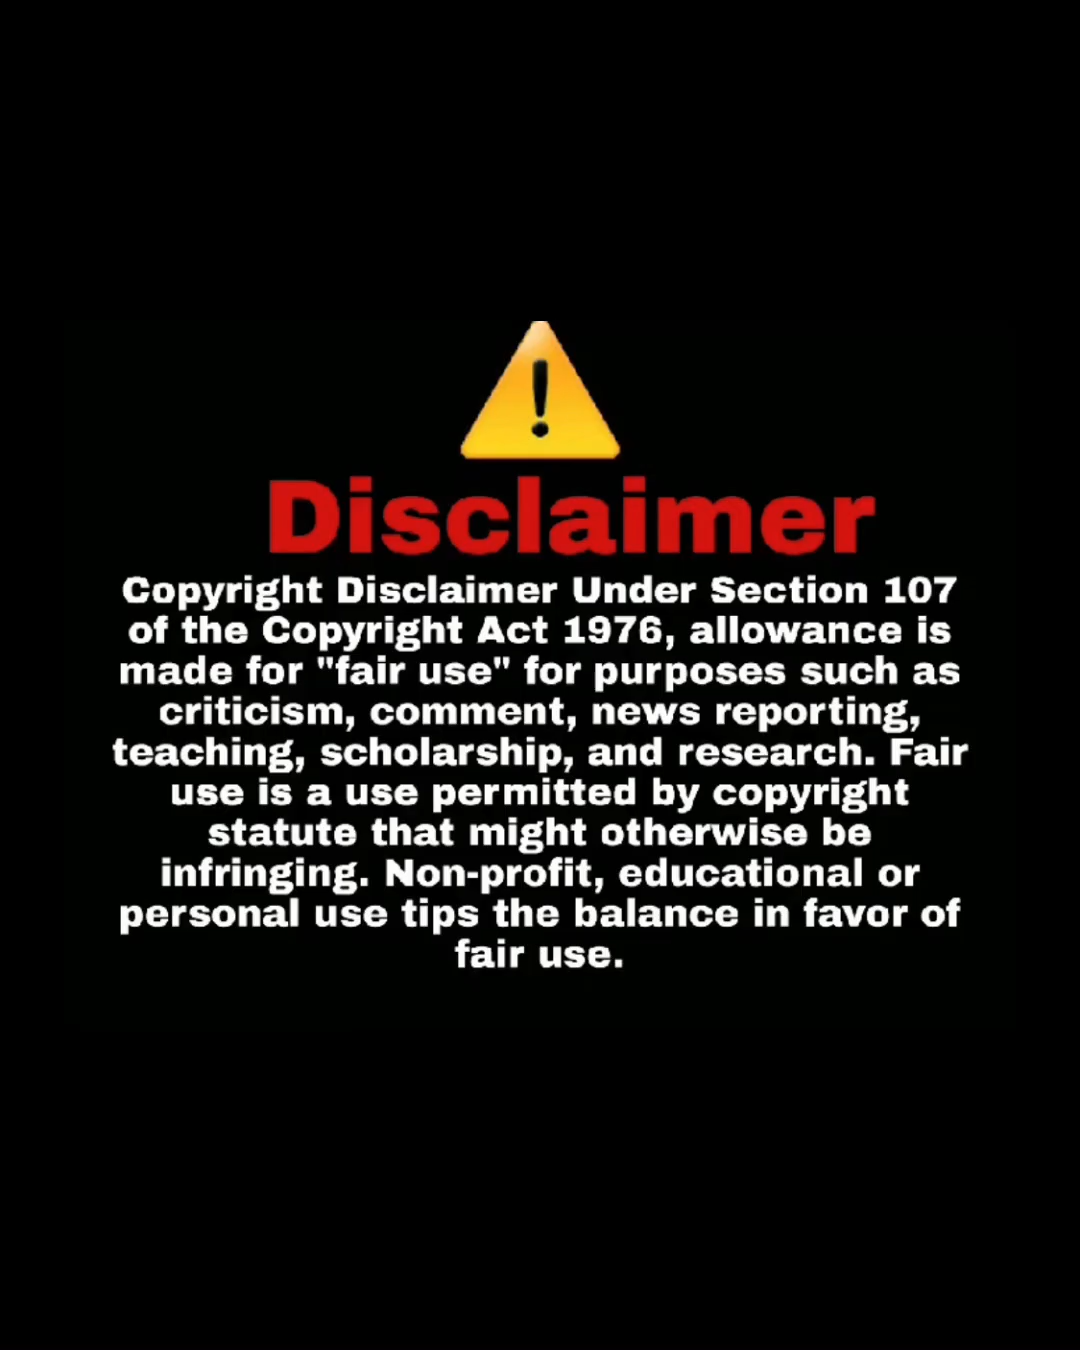 Disclaimer
Copyright Disclaimer Under Section 107
of the Copyright Act 1976, allowance is
made for "fair use" for purposes such as
criticism, comment, news reporting,
teaching, scholarship, and research. Fair
use is a use permitted by copyright
statute that might otherwise be
infringing. Non-profit, educational or
personal use tips the balance in favor of
fair use.